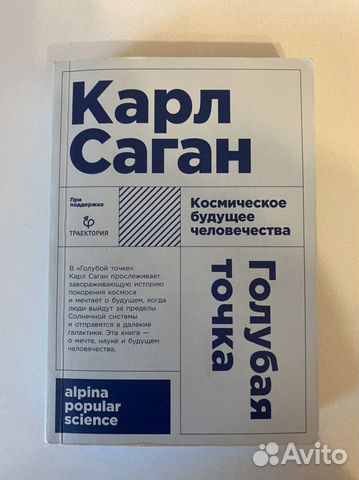 Карл
Саган
При
поддержке
ТРАЕКТОРИЯ
Космическое
будущее
человечества
В «Голубой точке»
Карл Саган прослеживает
завораживающую историю
покорения космоса
и мечтает о будущем, когда
люди выйдут за пределы
Солнечной системы
и отправятся в далекие
галактики. Эта книга —
о мечте, науке и будущем
человечества.
Голубая
точка
alpina
popular
science
Avito